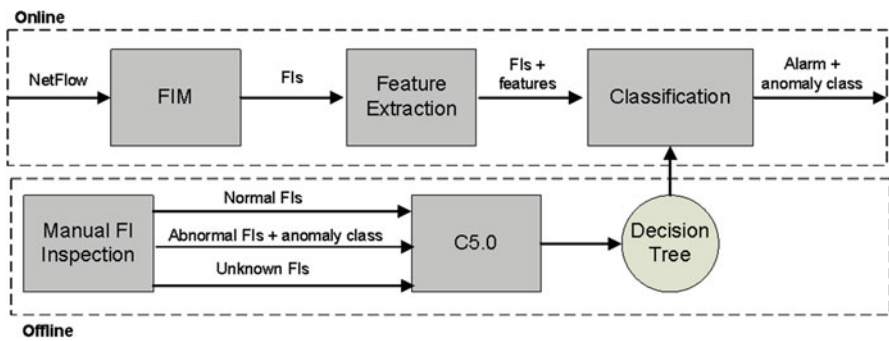 Online
NetFlow
FIM
FIs
Feature
Extraction
FIs +
features
Classification
Alarm +
anomaly class
Manual FI
Inspection
Normal FIs
Abnormal FIs + anomaly class
Unknown FIs
C5.0
Decision
Tree
Offline